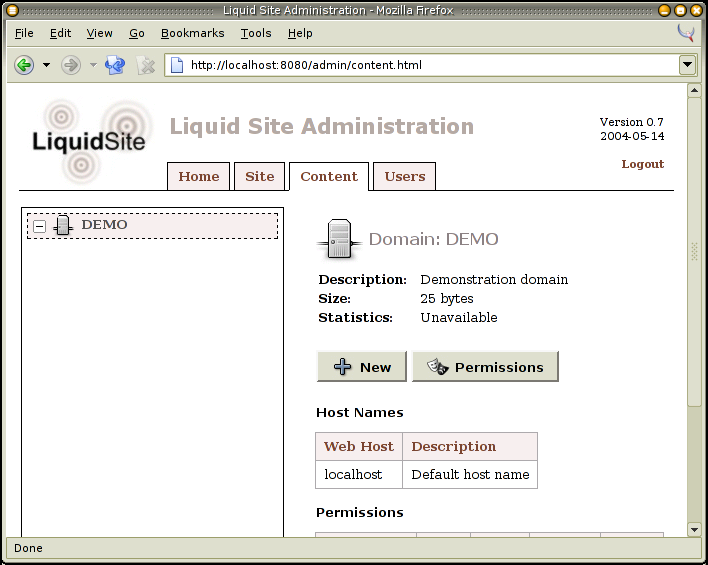 Liquid Site Administration - Mozilla Firefox
File Edit View Go Bookmarks Tools Help
http://localhost:8080/admin/content.html
LiquidSite
Liquid Site Administration
Version 0.7
2004-05-14
Logout
Home Site Content Users
DEMO
Domain: DEMO
Description: Demonstration domain
Size: 25 bytes
Statistics: Unavailable
New Permissions
Host Names
Web Host Description
localhost Default host name
Permissions
Done